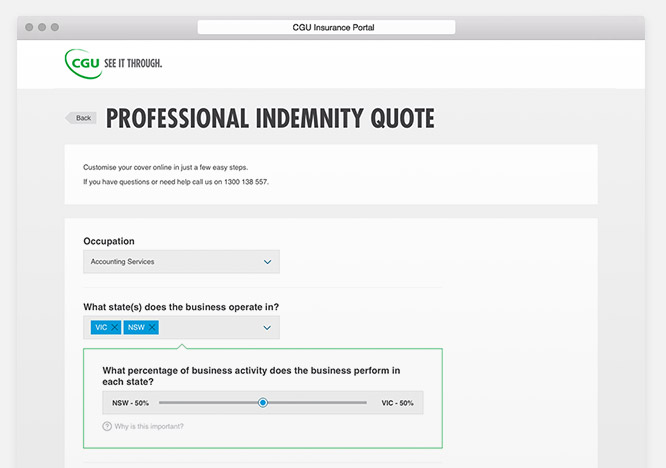 CGU Insurance Portal
CGU SEE IT THROUGH.
Back
PROFESSIONAL INDEMNITY QUOTE
Customise your cover online in just a few easy steps.
If you have questions or need help call us on 1300 138 557.
Occupation
Accounting Services
What state(s) does the business operate in?
VIC NSW
What percentage of business activity does the business perform in
each state?
NSW - 50% VIC - 50%
? Why is this important?